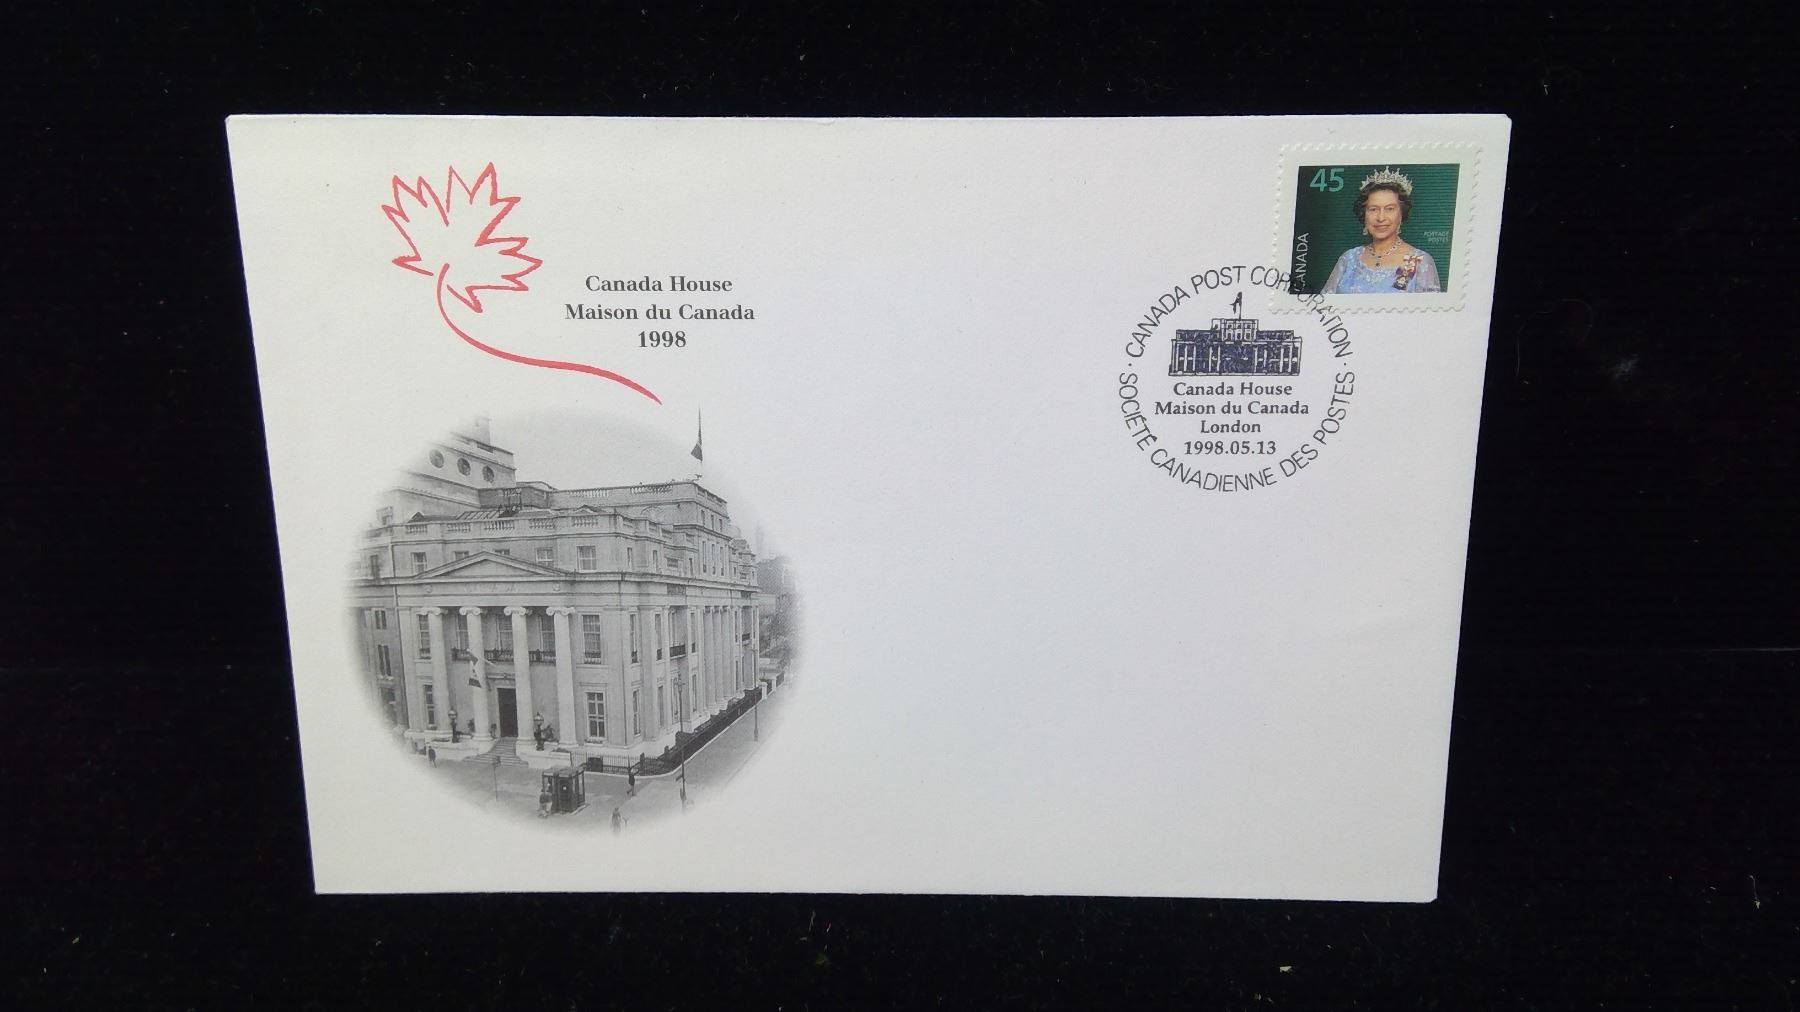 Canada House
Maison du Canada
1998
45
CANADA
POSTAGE
POSTES
CANADA POST CORPORATION
Canada House
Maison du Canada
London
1998.05.13
SOCIÉTÉ CANADIENNE DES POSTES